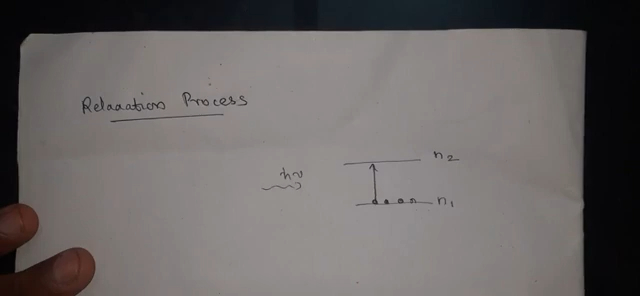 Relaxation Process
n2
hν
n1